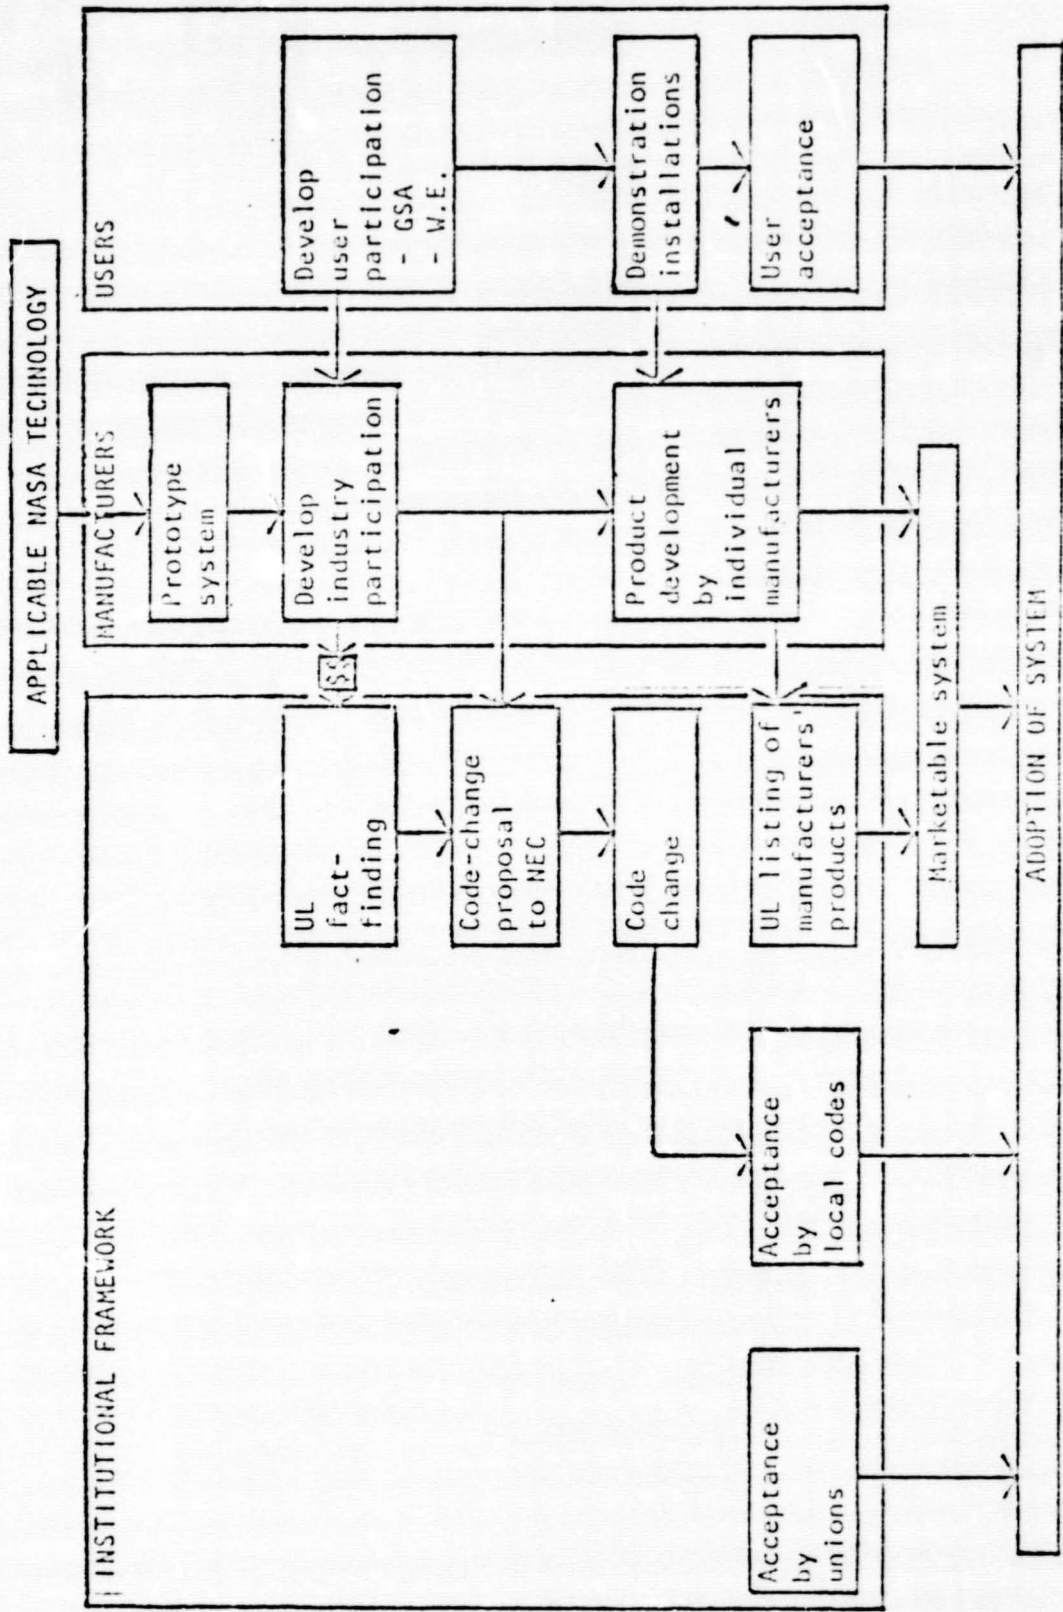 APPLICABLE NASA TECHNOLOGY
INSTITUTIONAL FRAMEWORK
MANUFACTURERS
USERS
Prototype
system
UL
fact-
finding
$$
Develop
industry
participation
Develop
user
participation
- GSA
- W.E.
Code-change
proposal
to NEC
Code
change
Product
development
by
individual
manufacturers
Demonstration
installations
Acceptance
by
unions
Acceptance
by
local codes
UL listing of
manufacturers'
products
User
acceptance
Marketable system
ADOPTION OF SYSTEM